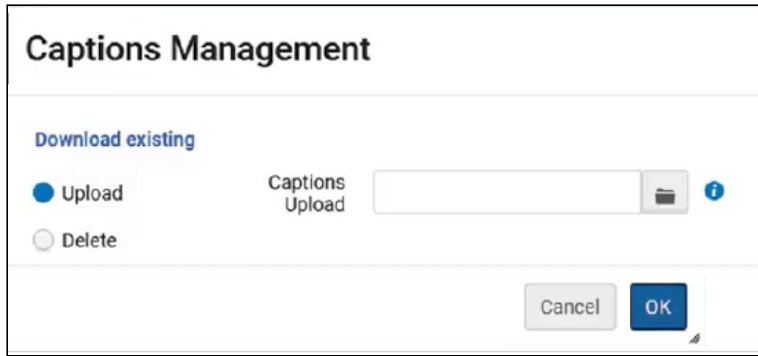 Captions Management
Download existing
Upload
Captions
Upload
Delete
Cancel
OK